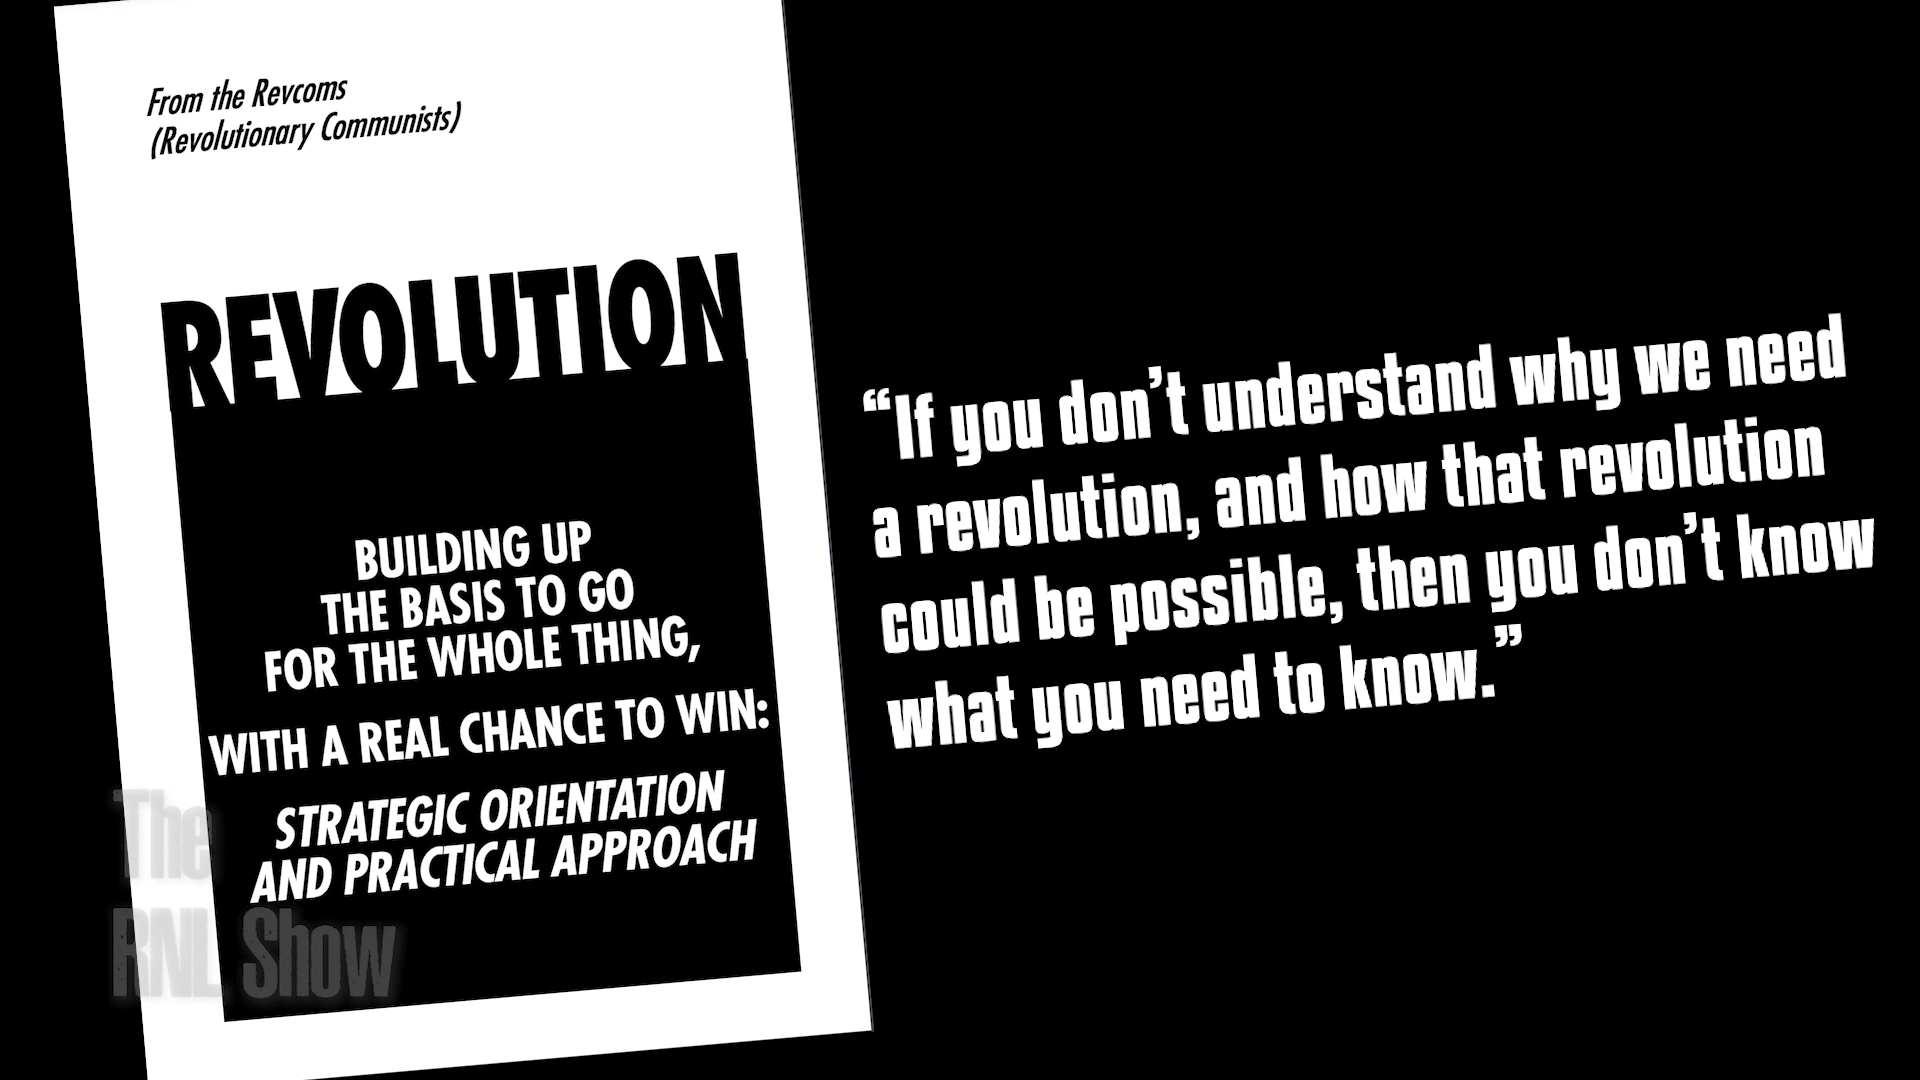 From the Revcoms
(Revolutionary Communists)
REVOLUTION
BUILDING UP
THE BASIS TO GO
FOR THE WHOLE THING,
WITH A REAL CHANCE TO WIN:
STRATEGIC ORIENTATION
AND PRACTICAL APPROACH
The
RNL Show
“If you don’t understand why we need
a revolution, and how that revolution
could be possible, then you don’t know
what you need to know.”